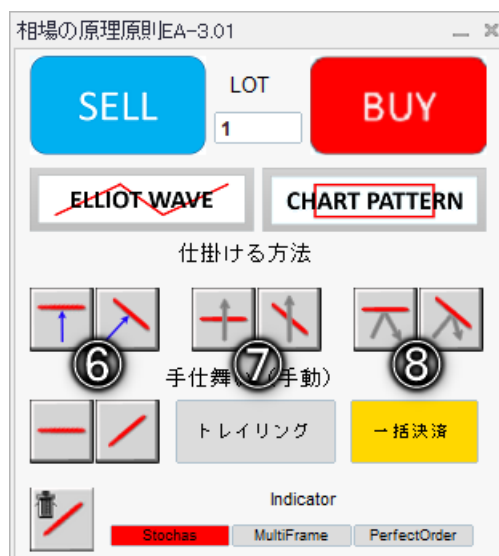 相場の原理原則EA-3.01
SELL
LOT
1
BUY
ELLIOT WAVE
CHART PATTERN
仕掛ける方法
⑥
⑦
⑧
手仕舞い（手動）
トレイリング
一括決済
Indicator
Stochas
MultiFrame
PerfectOrder